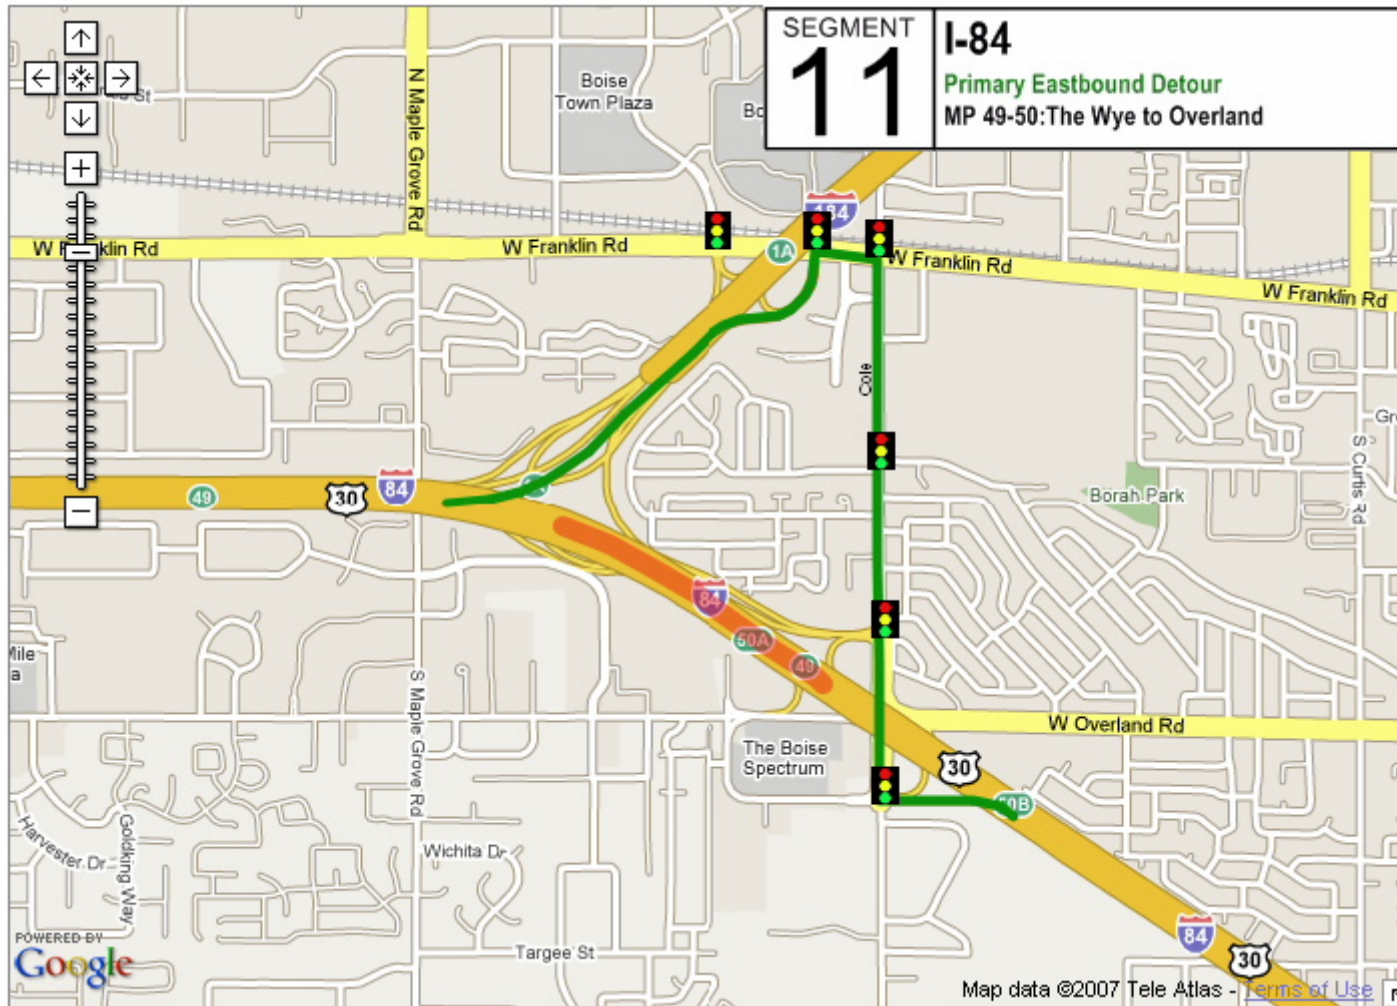 SEGMENT
11
I-84
Primary Eastbound Detour
MP 49-50:The Wye to Overland
St
N Maple Grove Rd
Boise
Town Plaza
184
W Franklin Rd
W Franklin Rd
1A
W Franklin Rd
W Franklin Rd
Cole
S Curtis Rd
Borah Park
49
30
84
84
50A
49
Mile
a
S Maple Grove Rd
W Overland Rd
The Boise
Spectrum
30
50B
Harvester Dr
Goldking Way
Wichita Dr
Targee St
84
30
POWERED BY
Google
Map data ©2007 Tele Atlas - Terms of Use